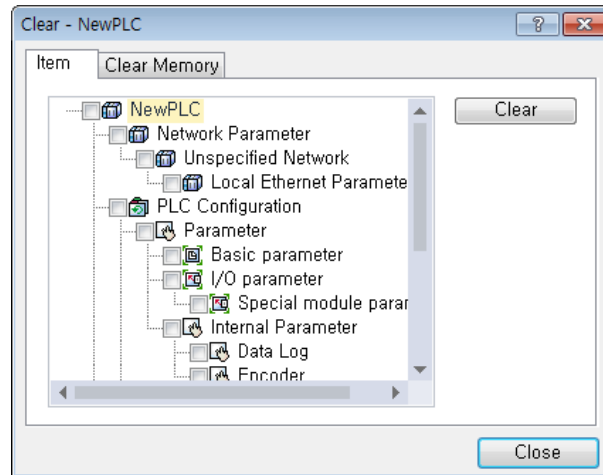 Clear - NewPLC
Item
Clear Memory
NewPLC
Clear
Network Parameter
Unspecified Network
Local Ethernet Paramete
PLC Configuration
Parameter
Basic parameter
I/O parameter
Special module parar
Internal Parameter
Data Log
Encoder
Close